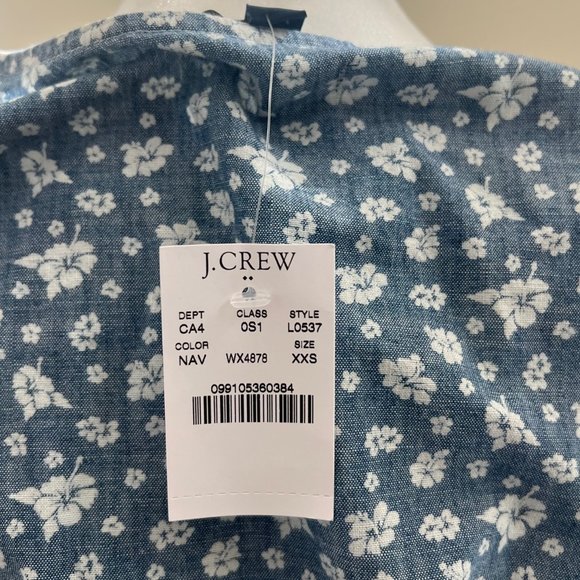 J.CREW
DEPT CLASS STYLE
CA4 0S1 L0537
COLOR SIZE
NAV WX4878 XXS
099105360384